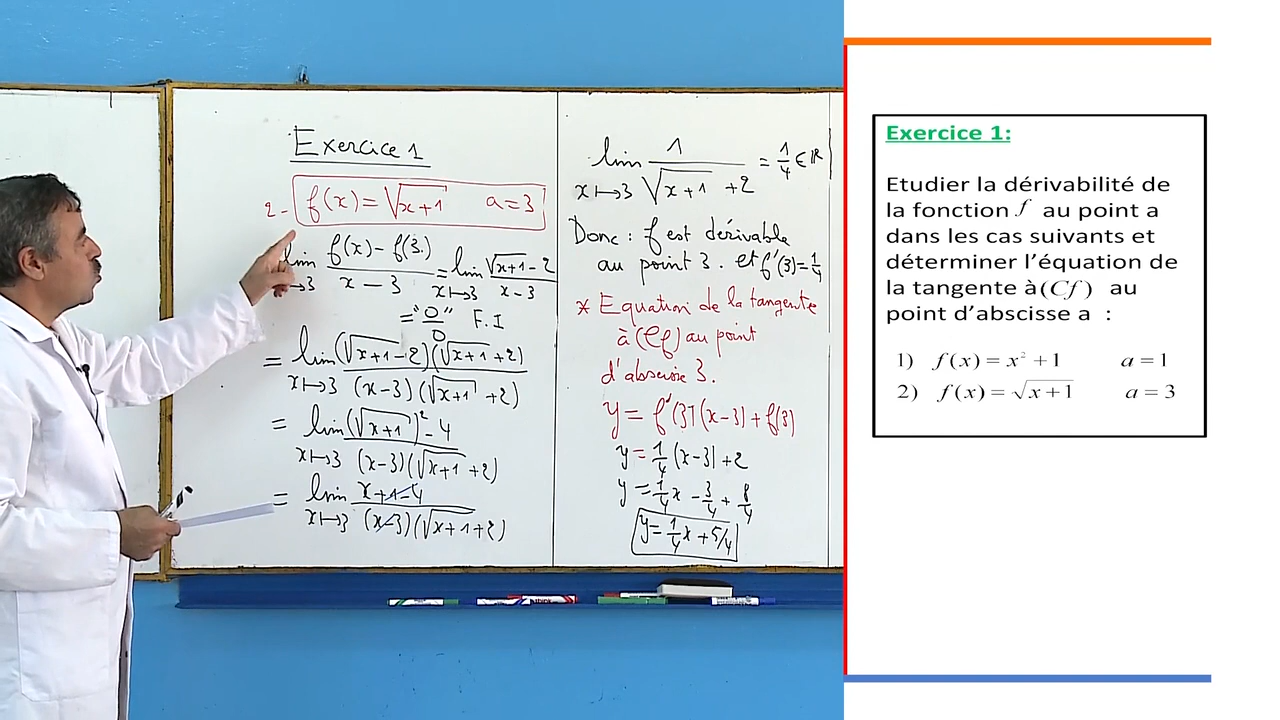 Exercice 1
2- f(x) = √x+1 a = 3
lim f(x) - f(3) / x - 3 = lim √x+1 - 2 / x - 3
x↦3 x↦3
= "0/0" F.I
= lim (√x+1 - 2)(√x+1 + 2) / (x-3)(√x+1 + 2)
x↦3
= lim (√x+1)² - 4 / (x-3)(√x+1 + 2)
x↦3
= lim x+1-4 / (x-3)(√x+1+2)
x↦3
lim 1 / √x+1 + 2 = 1/4 ∈ ℝ
x↦3
Donc : f est dérivable
au point 3. et f'(3)=1/4
* Equation de la tangente
à (Cf) au point
d'abscisse 3.
y = f'(3)(x-3) + f(3)
y = 1/4 (x-3) + 2
y = 1/4 x - 3/4 + 8/4
y = 1/4 x + 5/4
Exercice 1:
Etudier la dérivabilité de
la fonction f au point a
dans les cas suivants et
déterminer l'équation de
la tangente à (Cf) au
point d'abscisse a :
1) f(x) = x² + 1 a = 1
2) f(x) = √x+1 a = 3